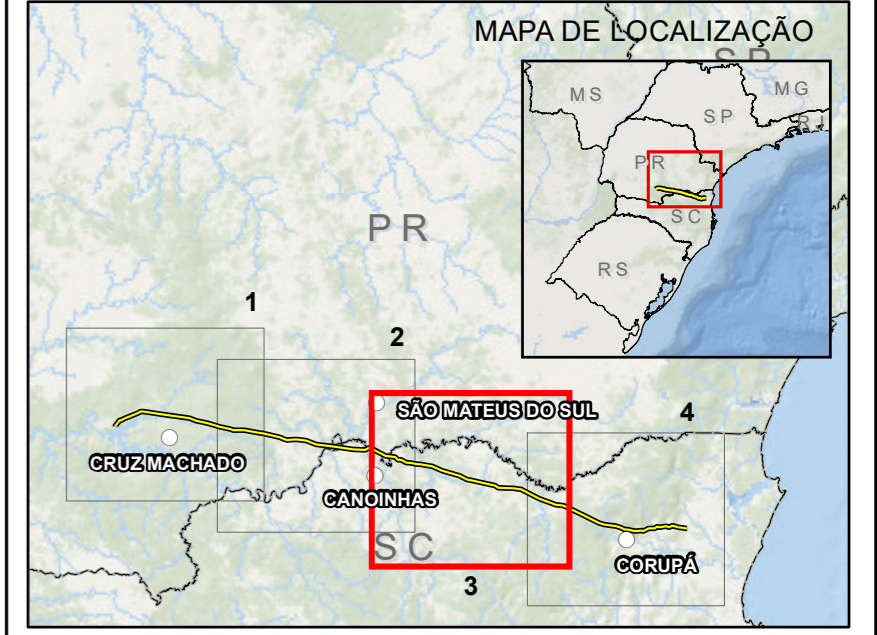 MAPA DE LOCALIZAÇÃO
SP
MS
MG
SP
RJ
PR
SC
RS
PR
1
2
SÃO MATEUS DO SUL
4
CRUZ MACHADO
CANOINHAS
SC
CORUPÁ
3